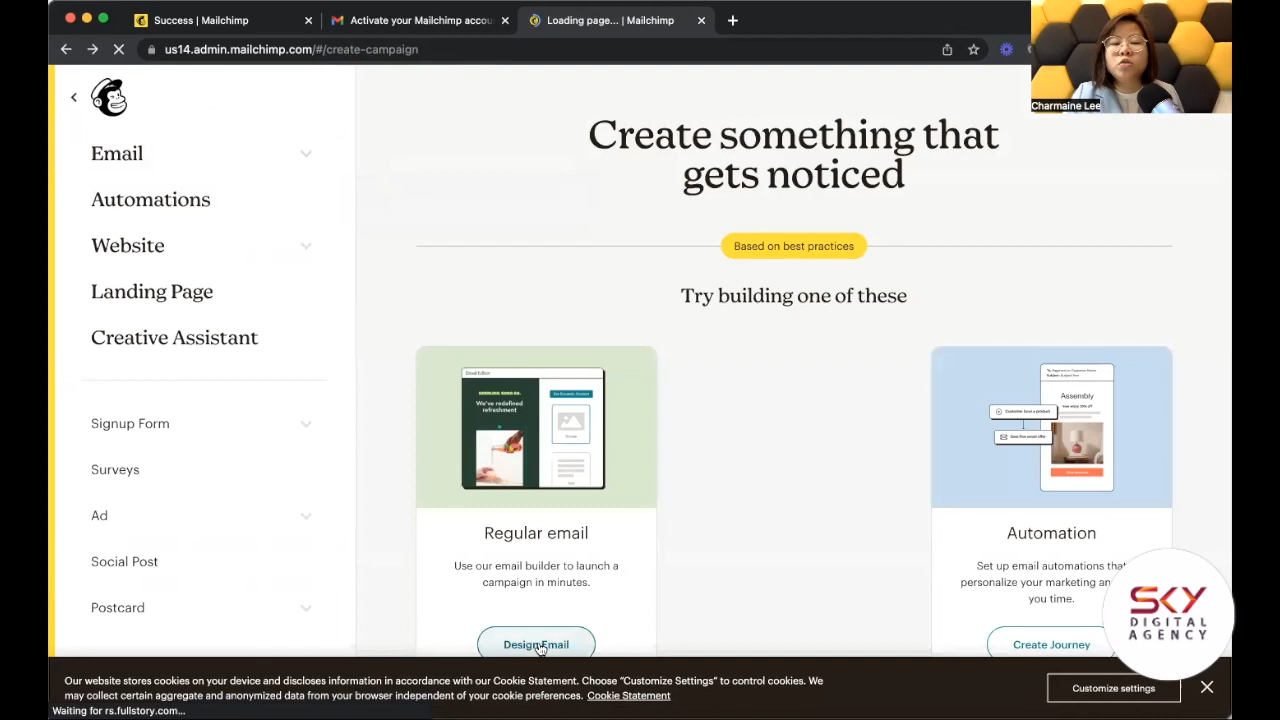 Success | Mailchimp
Activate your Mailchimp accou
Loading page... | Mailchimp
us14.admin.mailchimp.com/#/create-campaign
Charmaine Lee
Email
Automations
Website
Landing Page
Creative Assistant
Signup Form
Surveys
Ad
Social Post
Postcard
Create something that
gets noticed
Based on best practices
Try building one of these
Email Editor
We've redefined
refreshment
Regular email
Use our email builder to launch a
campaign in minutes.
Design Email
Assembly
Automation
Set up email automations that
personalize your marketing an
you time.
Create Journey
SKY
DIGITAL
AGENCY
Our website stores cookies on your device and discloses information in accordance with our Cookie Statement. Choose “Customize Settings” to control cookies. We
may collect certain aggregate and anonymized data from your browser independent of your cookie preferences. Cookie Statement
Customize settings
Waiting for rs.fullstory.com...